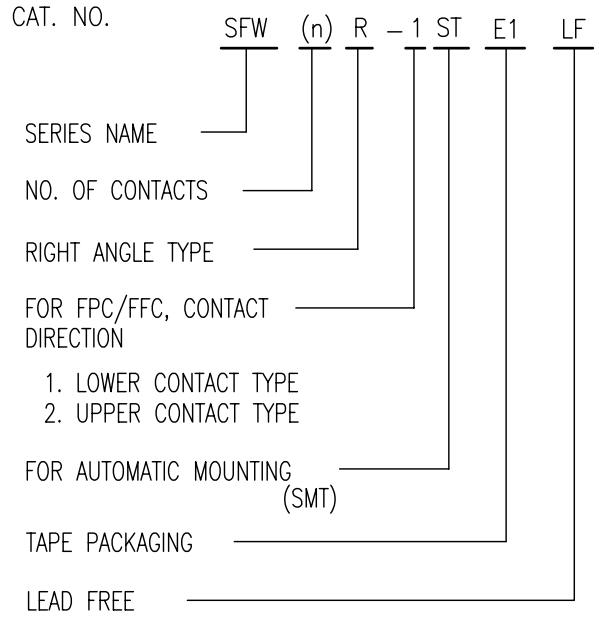 CAT. NO.
SFW (n) R – 1 ST E1 LF
SERIES NAME
NO. OF CONTACTS
RIGHT ANGLE TYPE
FOR FPC/FFC, CONTACT
DIRECTION
1. LOWER CONTACT TYPE
2. UPPER CONTACT TYPE
FOR AUTOMATIC MOUNTING
(SMT)
TAPE PACKAGING
LEAD FREE